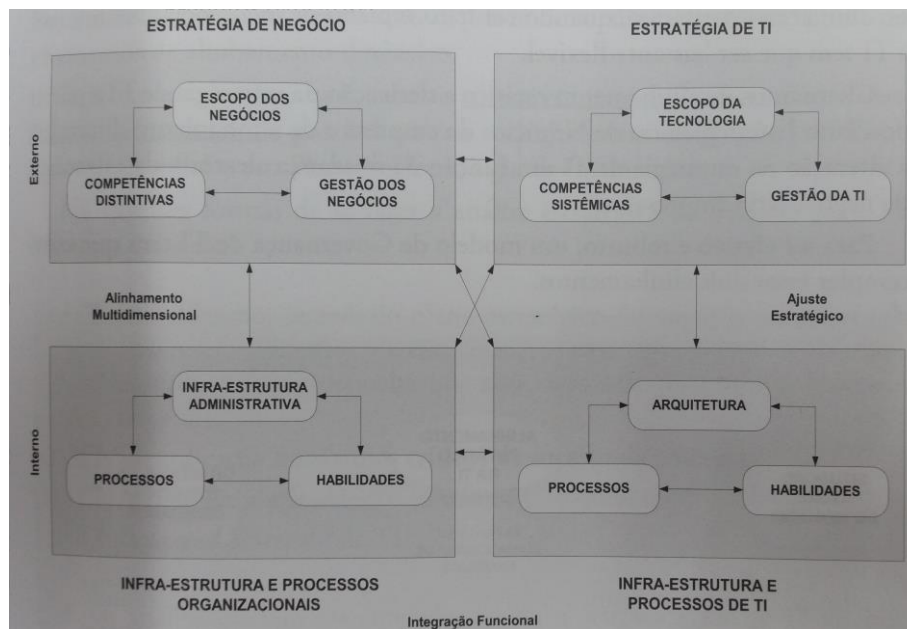 ESTRATÉGIA DE NEGÓCIO
ESTRATÉGIA DE TI
Externo
ESCOPO DOS
NEGÓCIOS
COMPETÊNCIAS
DISTINTIVAS
GESTÃO DOS
NEGÓCIOS
ESCOPO DA
TECNOLOGIA
COMPETÊNCIAS
SISTÊMICAS
GESTÃO DA TI
Alinhamento
Multidimensional
Ajuste
Estratégico
Interno
INFRA-ESTRUTURA
ADMINISTRATIVA
PROCESSOS
HABILIDADES
ARQUITETURA
PROCESSOS
HABILIDADES
INFRA-ESTRUTURA E PROCESSOS
ORGANIZACIONAIS
INFRA-ESTRUTURA E
PROCESSOS DE TI
Integração Funcional